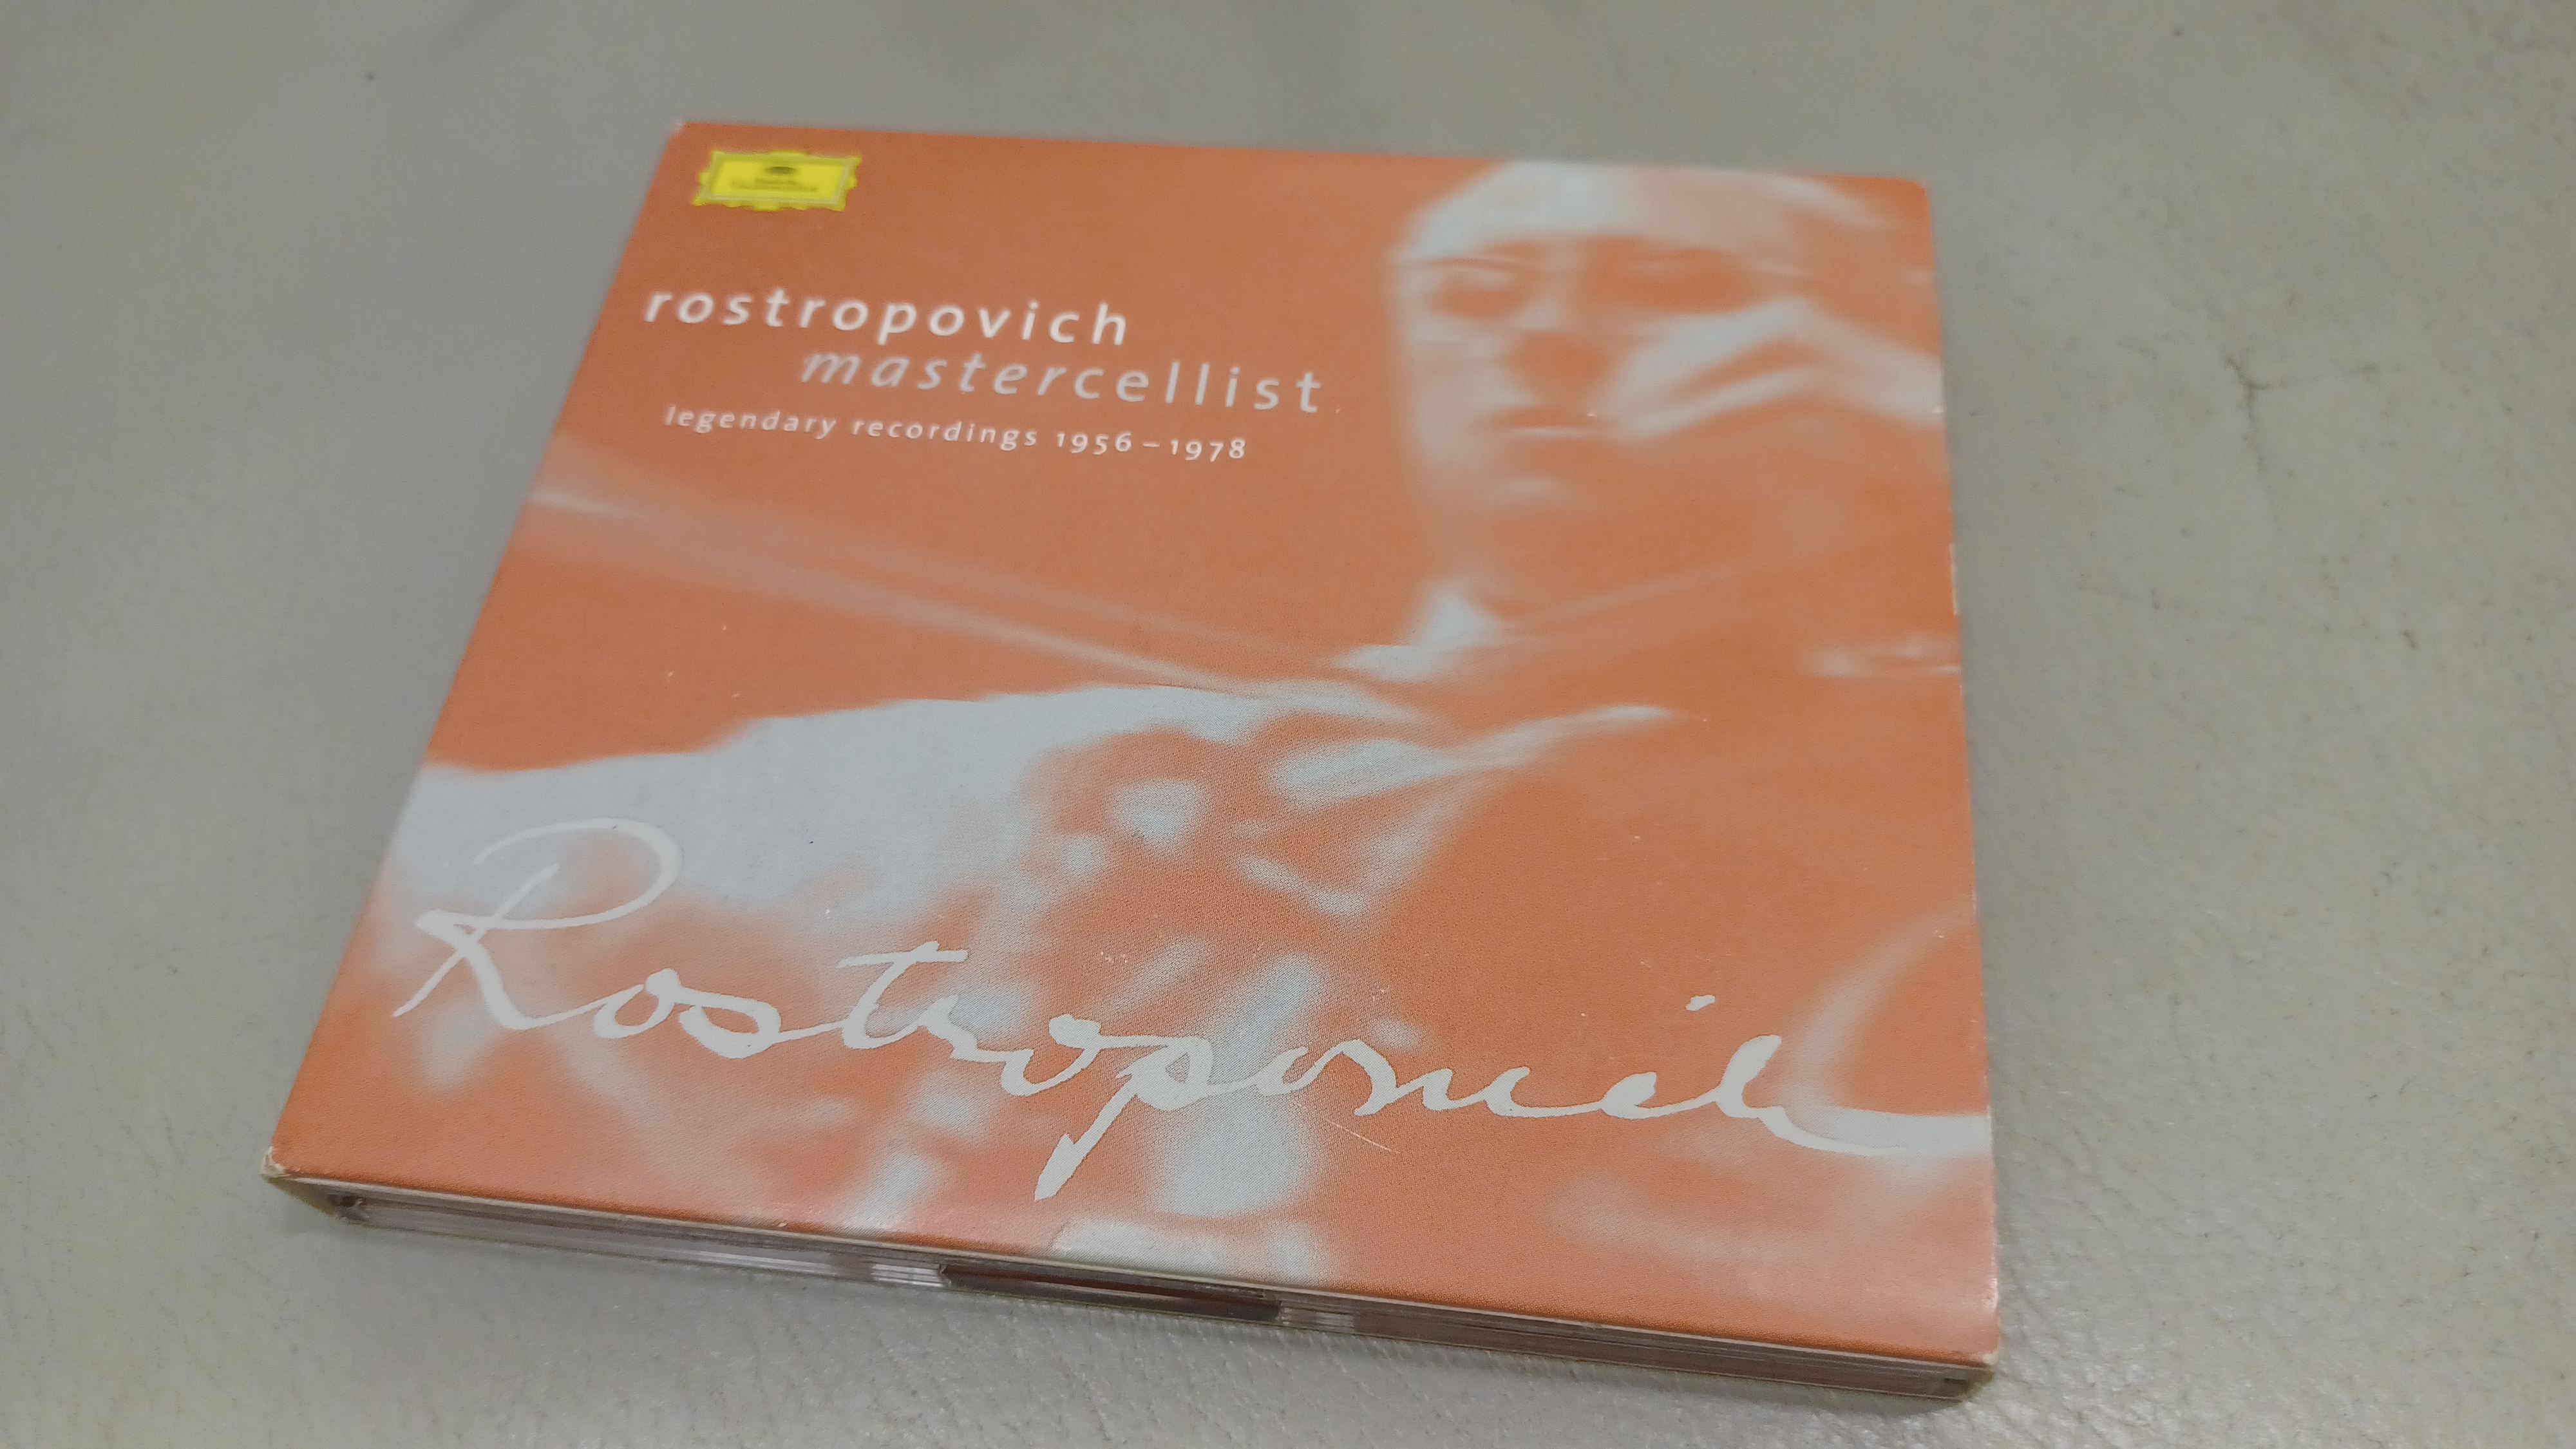 rostropovich
mastercellist
legendary recordings 1956–1978
Rostropovich